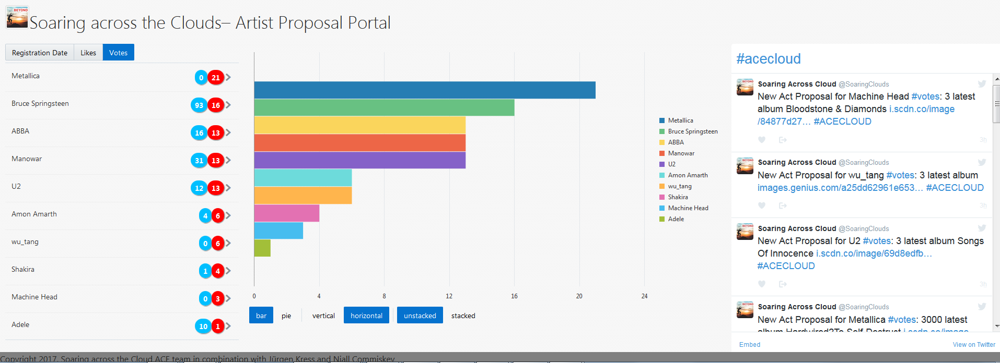 BEYOND
Soaring across the Clouds– Artist Proposal Portal
Registration Date
Likes
Votes
Metallica
0 21
Bruce Springsteen
93 16
ABBA
16 13
Manowar
31 13
U2
12 13
Amon Amarth
4 6
wu_tang
0 6
Shakira
1 4
Machine Head
0 3
Adele
10 1
0 4 8 12 16 20 24
bar pie vertical horizontal unstacked stacked
Metallica
Bruce Springsteen
ABBA
Manowar
U2
Amon Amarth
wu_tang
Shakira
Machine Head
Adele
#acecloud
BEYOND
Soaring Across Cloud @SoaringClouds
New Act Proposal for Machine Head #votes: 3 latest
album Bloodstone & Diamonds i.scdn.co/image
/84877d27… #ACECLOUD
3h
BEYOND
Soaring Across Cloud @SoaringClouds
New Act Proposal for wu_tang #votes: 3 latest album
images.genius.com/a25dd62961e653… #ACECLOUD
3h
BEYOND
Soaring Across Cloud @SoaringClouds
New Act Proposal for U2 #votes: 3 latest album Songs
Of Innocence i.scdn.co/image/69d8edfb…
#ACECLOUD
3h
BEYOND
Soaring Across Cloud @SoaringClouds
New Act Proposal for Metallica #votes: 3000 latest
album Hardwired?To Self-Destruct i.scdn.co/image
Embed
View on Twitter
Copyright 2017. Soaring across the Cloud ACE team in combination with Jürgen Kress and Niall Commiskey